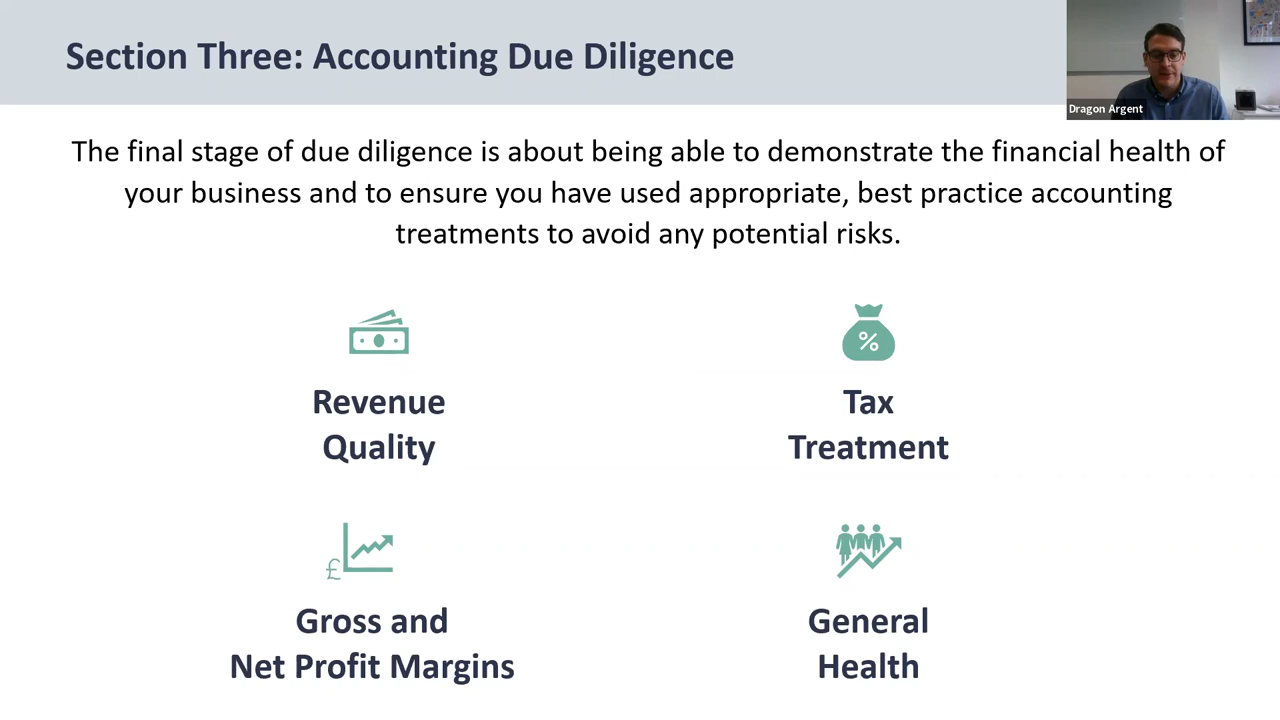 Section Three: Accounting Due Diligence
Dragon Argent
The final stage of due diligence is about being able to demonstrate the financial health of
your business and to ensure you have used appropriate, best practice accounting
treatments to avoid any potential risks.
%
Revenue
Quality
Tax
Treatment
£
Gross and
Net Profit Margins
General
Health